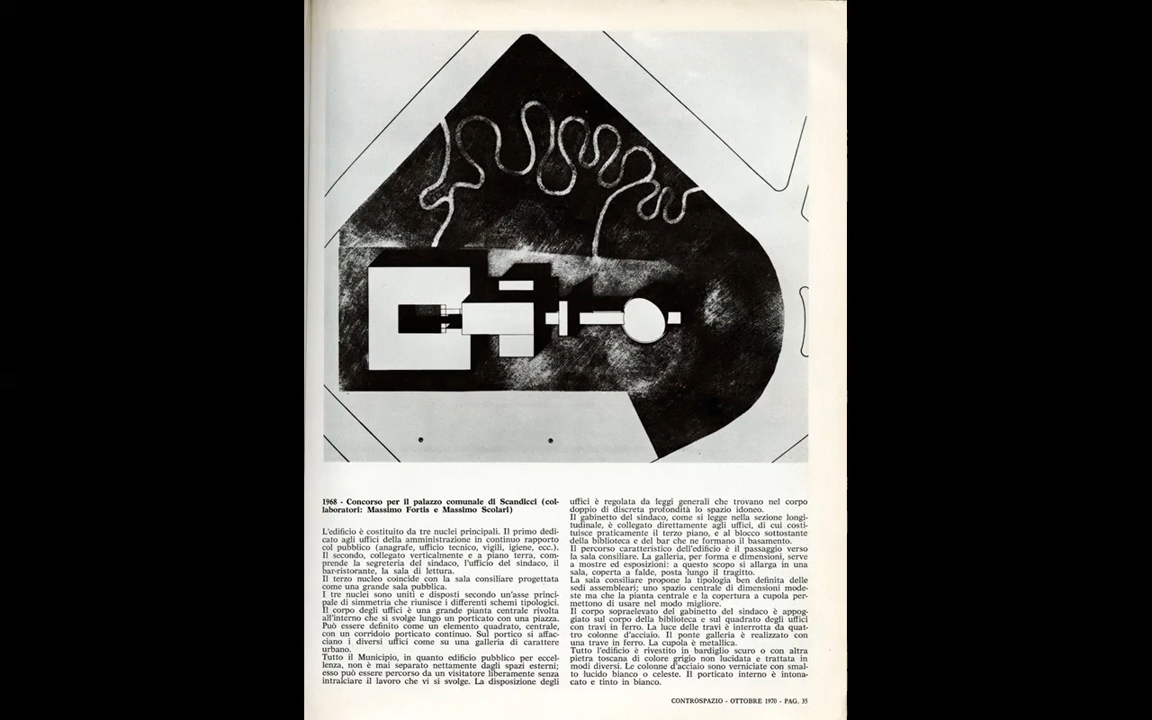 1968 - Concorso per il palazzo comunale di Scandicci (col-
laboratori: Massimo Fortis e Massimo Scolari)
L'edificio è costituito da tre nuclei principali. Il primo dedi-
cato agli uffici della amministrazione in continuo rapporto
col pubblico (anagrafe, ufficio tecnico, vigili, igiene, ecc.).
Il secondo, collegato verticalmente e a piano terra, com-
prende la segreteria del sindaco, l'ufficio del sindaco, il
bar-ristorante, la sala di lettura.
Il terzo nucleo coincide con la sala consiliare progettata
come una grande sala pubblica.
I tre nuclei sono uniti e disposti secondo un'asse princi-
pale di simmetria che riunisce i differenti schemi tipologici.
Il corpo degli uffici è una grande pianta centrale rivolta
all'interno che si svolge lungo un porticato con una piazza.
Può essere definito come un elemento quadrato, centrale,
con un corridoio porticato continuo. Sul portico si affac-
ciano i diversi uffici come su una galleria di carattere
urbano.
Tutto il Municipio, in quanto edificio pubblico per eccel-
lenza, non è mai separato nettamente dagli spazi esterni;
esso può essere percorso da un visitatore liberamente senza
intralciare il lavoro che vi si svolge. La disposizione degli
uffici è regolata da leggi generali che trovano nel corpo
doppio di discreta profondità lo spazio idoneo.
Il gabinetto del sindaco, come si legge nella sezione longi-
tudinale, è collegato direttamente agli uffici, di cui costi-
tuisce praticamente il terzo piano, e al blocco sottostante
della biblioteca e del bar che ne formano il basamento.
Il percorso caratteristico dell'edificio è il passaggio verso
la sala consiliare. La galleria, per forma e dimensioni, serve
a mostre ed esposizioni: a questo scopo si allarga in una
sala, coperta a falde, posta lungo il tragitto.
La sala consiliare propone la tipologia ben definita delle
sedi assembleari; uno spazio centrale di dimensioni mode-
ste ma che la pianta centrale e la copertura a cupola per-
mettono di usare nel modo migliore.
Il corpo sopraelevato del gabinetto del sindaco è appog-
giato sul corpo della biblioteca e sul quadrato degli uffici
con travi in ferro. La luce delle travi è interrotta da quat-
tro colonne d'acciaio. Il ponte galleria è realizzato con
una trave in ferro. La cupola è metallica.
Tutto l'edificio è rivestito in bardiglio scuro o con altra
pietra toscana di colore grigio non lucidata e trattata in
modi diversi. Le colonne d'acciaio sono verniciate con smal-
to lucido bianco o celeste. Il porticato interno è intona-
cato e tinto in bianco.
CONTROSPAZIO - OTTOBRE 1970 - PAG. 35